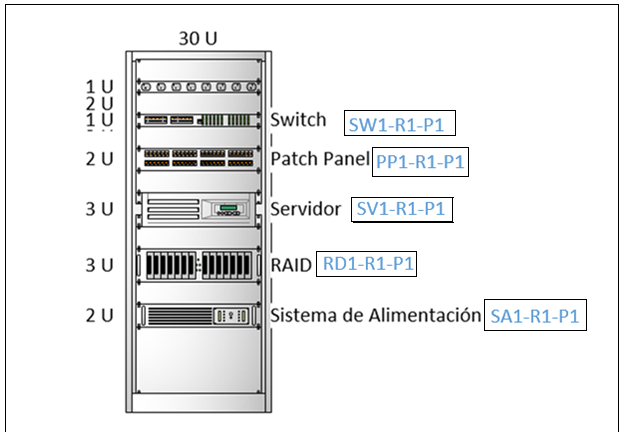 30 U
1 U
2 U
1 U Switch SW1-R1-P1
2 U Patch Panel PP1-R1-P1
3 U Servidor SV1-R1-P1
3 U RAID RD1-R1-P1
2 U Sistema de Alimentación SA1-R1-P1